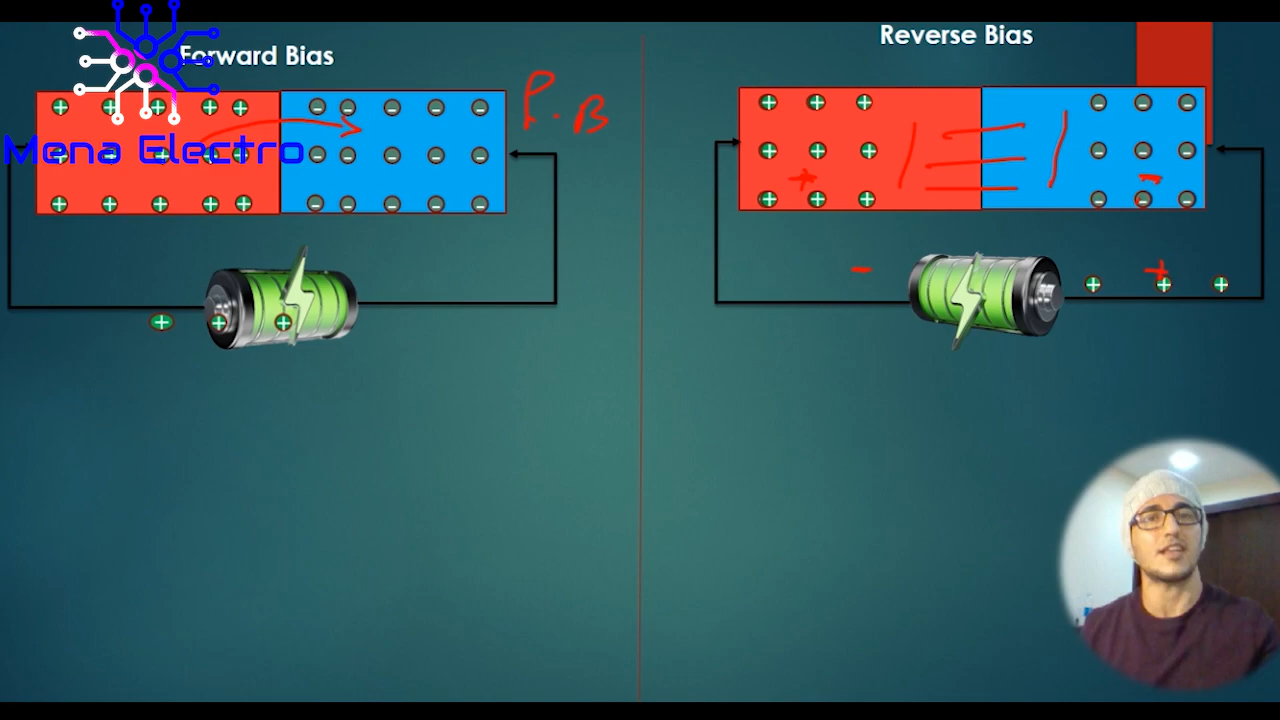 Forward Bias
Reverse Bias
Mena Electro
P.B
+
-
-
+